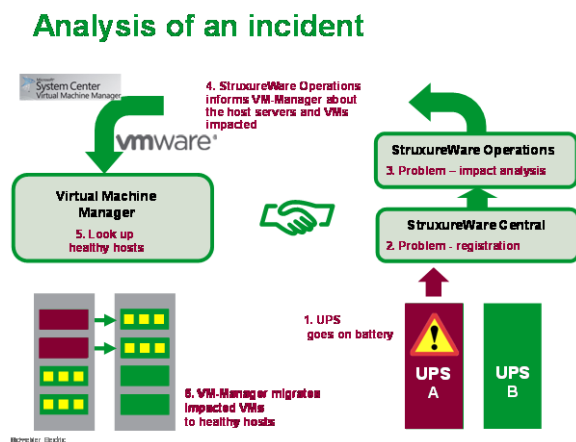 Analysis of an incident
System Center
Virtual Machine Manager
vmware
4. StruxureWare Operations
informs VM-Manager about
the host servers and VMs
impacted
StruxureWare Operations
3. Problem – impact analysis
Virtual Machine
Manager
5. Look up
healthy hosts
StruxureWare Central
2. Problem - registration
1. UPS
goes on battery
UPS
A
UPS
B
6. VM-Manager migrates
impacted VMs
to healthy hosts
Electric